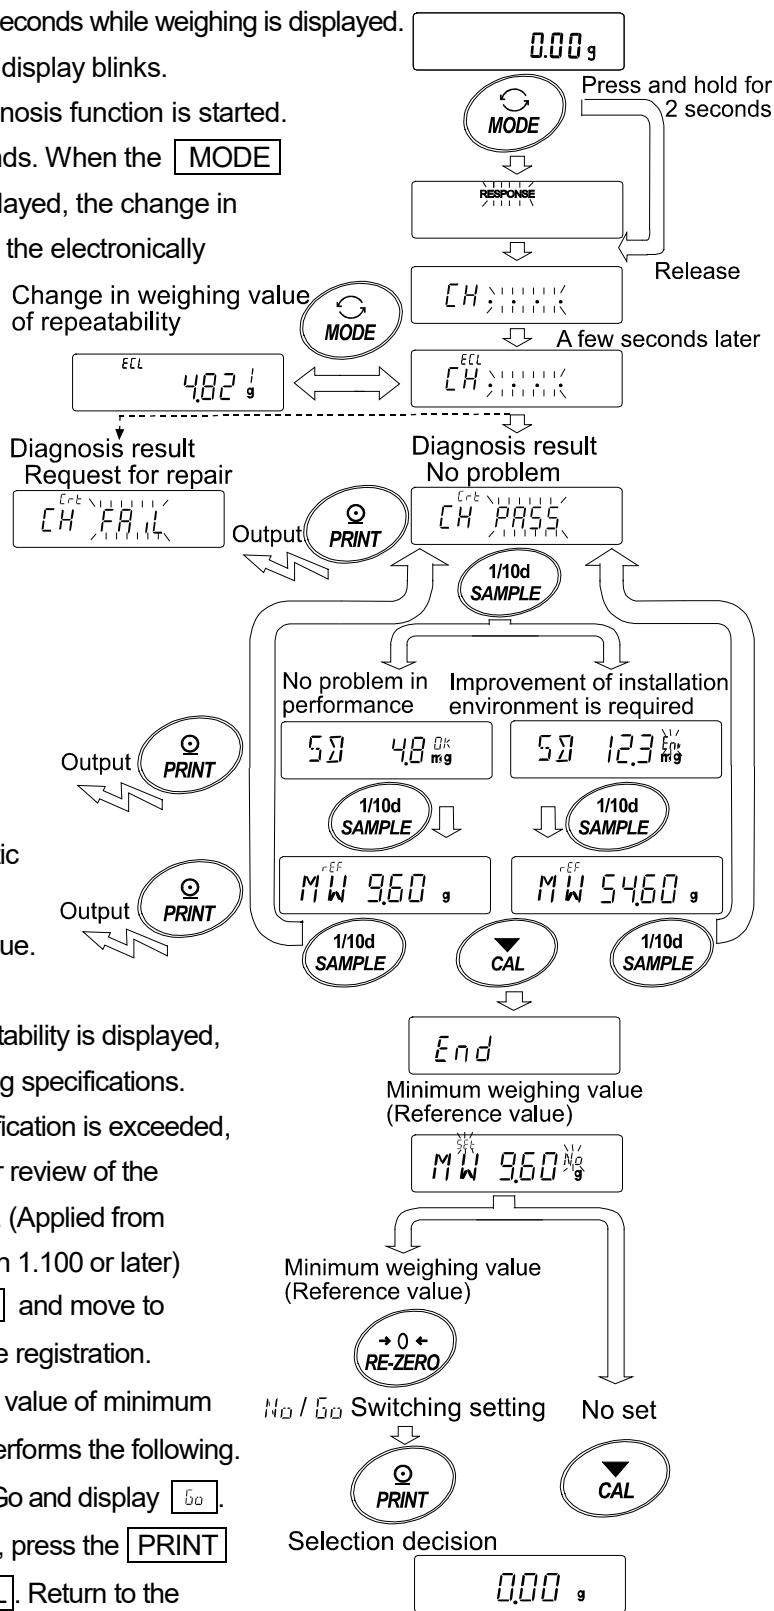 econds while weighing is displayed.
0.00 g
display blinks.
Press and hold for
2 seconds
MODE
nosis function is started.
nds. When the MODE
RESPONSE
layed, the change in
the electronically
Release
Change in weighing value
of repeatability
MODE
CH
A few seconds later
ECL
4.82 g
ECL
CH
Diagnosis result
Request for repair
Diagnosis result
No problem
Crt
CH FAiL
Output
PRINT
Crt
CH PASS
1/10d
SAMPLE
No problem in
performance
Improvement of installation
environment is required
SD 4.8 OK mg
SD 12.3 mg
Output
PRINT
1/10d
SAMPLE
1/10d
SAMPLE
tic
rEF
MW 9.60 g
rEF
MW 54.60 g
Output
PRINT
ue.
1/10d
SAMPLE
CAL
1/10d
SAMPLE
tability is displayed,
End
g specifications.
Minimum weighing value
(Reference value)
fication is exceeded,
SEt
MW 9.60 No g
r review of the
. (Applied from
n 1.100 or later)
Minimum weighing value
(Reference value)
and move to
→ 0 ←
RE-ZERO
e registration.
value of minimum
No / Go Switching setting
No set
erforms the following.
Go and display Go .
PRINT
CAL
, press the PRINT
Selection decision
L . Return to the
0.00 g